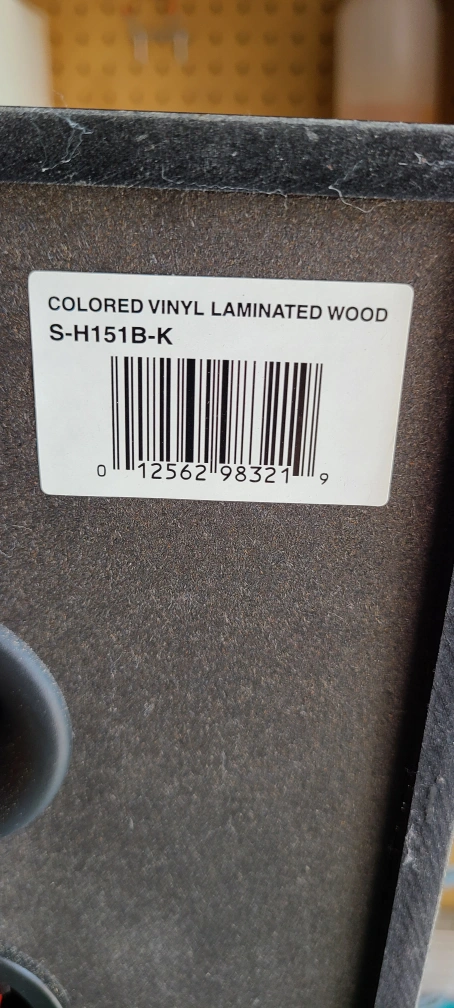 COLORED VINYL LAMINATED WOOD
S-H151B-K
0 12562 98321 9